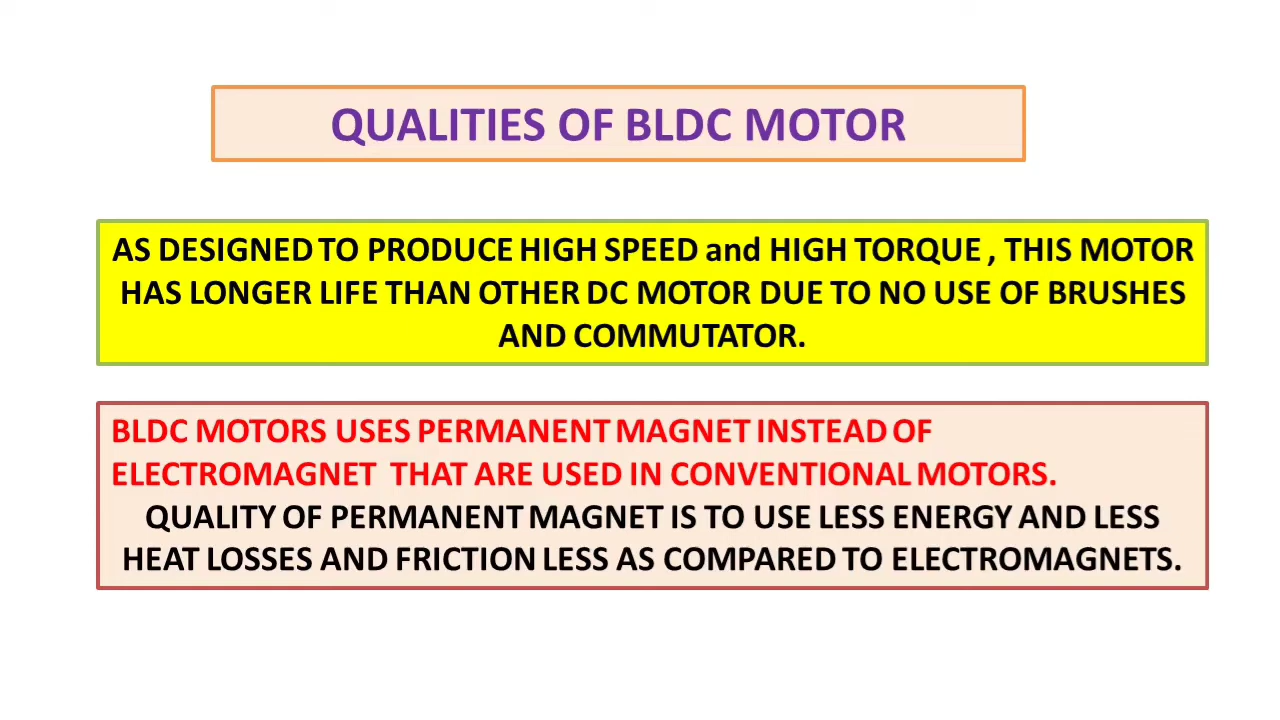 QUALITIES OF BLDC MOTOR
AS DESIGNED TO PRODUCE HIGH SPEED and HIGH TORQUE , THIS MOTOR
HAS LONGER LIFE THAN OTHER DC MOTOR DUE TO NO USE OF BRUSHES
AND COMMUTATOR.
BLDC MOTORS USES PERMANENT MAGNET INSTEAD OF
ELECTROMAGNET THAT ARE USED IN CONVENTIONAL MOTORS.
QUALITY OF PERMANENT MAGNET IS TO USE LESS ENERGY AND LESS
HEAT LOSSES AND FRICTION LESS AS COMPARED TO ELECTROMAGNETS.